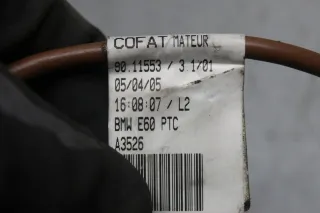 COFAT MATEUR
80.11553 / 3 1/01
05/04/05
16:08:07 / L2
BMW E60 PTC
A3526